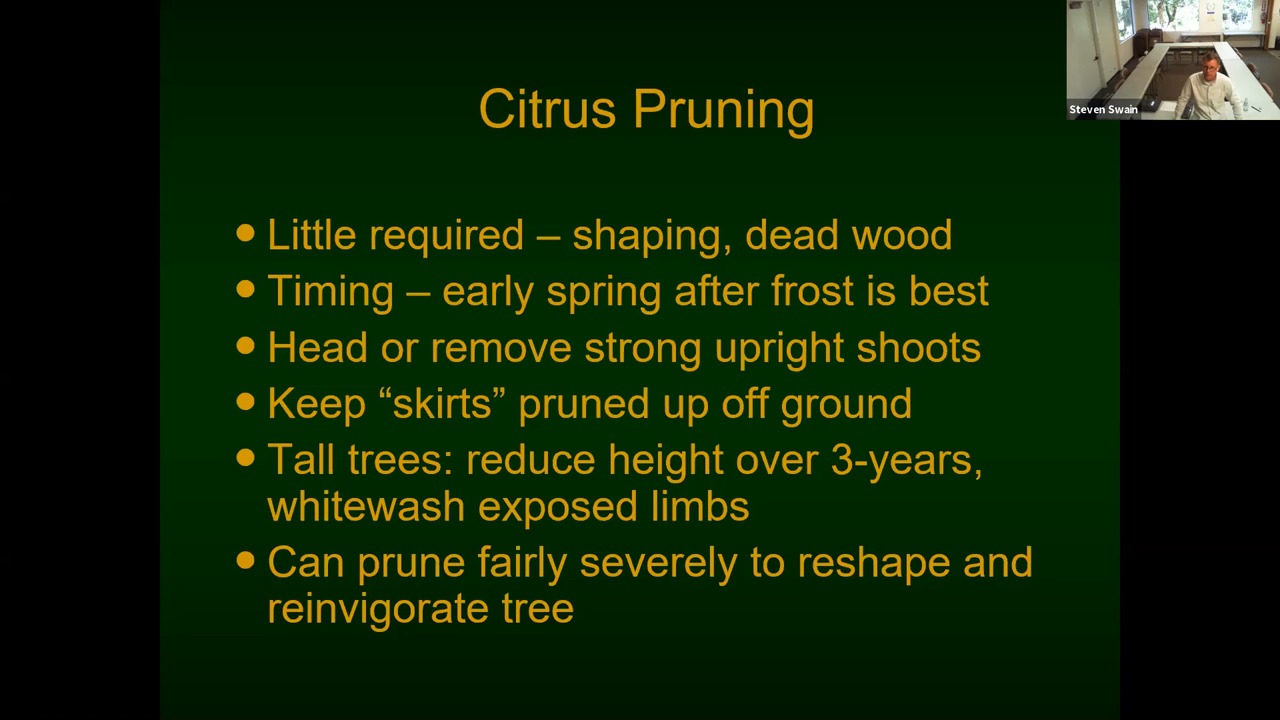 Citrus Pruning
Steven Swain
• Little required – shaping, dead wood
• Timing – early spring after frost is best
• Head or remove strong upright shoots
• Keep “skirts” pruned up off ground
• Tall trees: reduce height over 3-years,
whitewash exposed limbs
• Can prune fairly severely to reshape and
reinvigorate tree